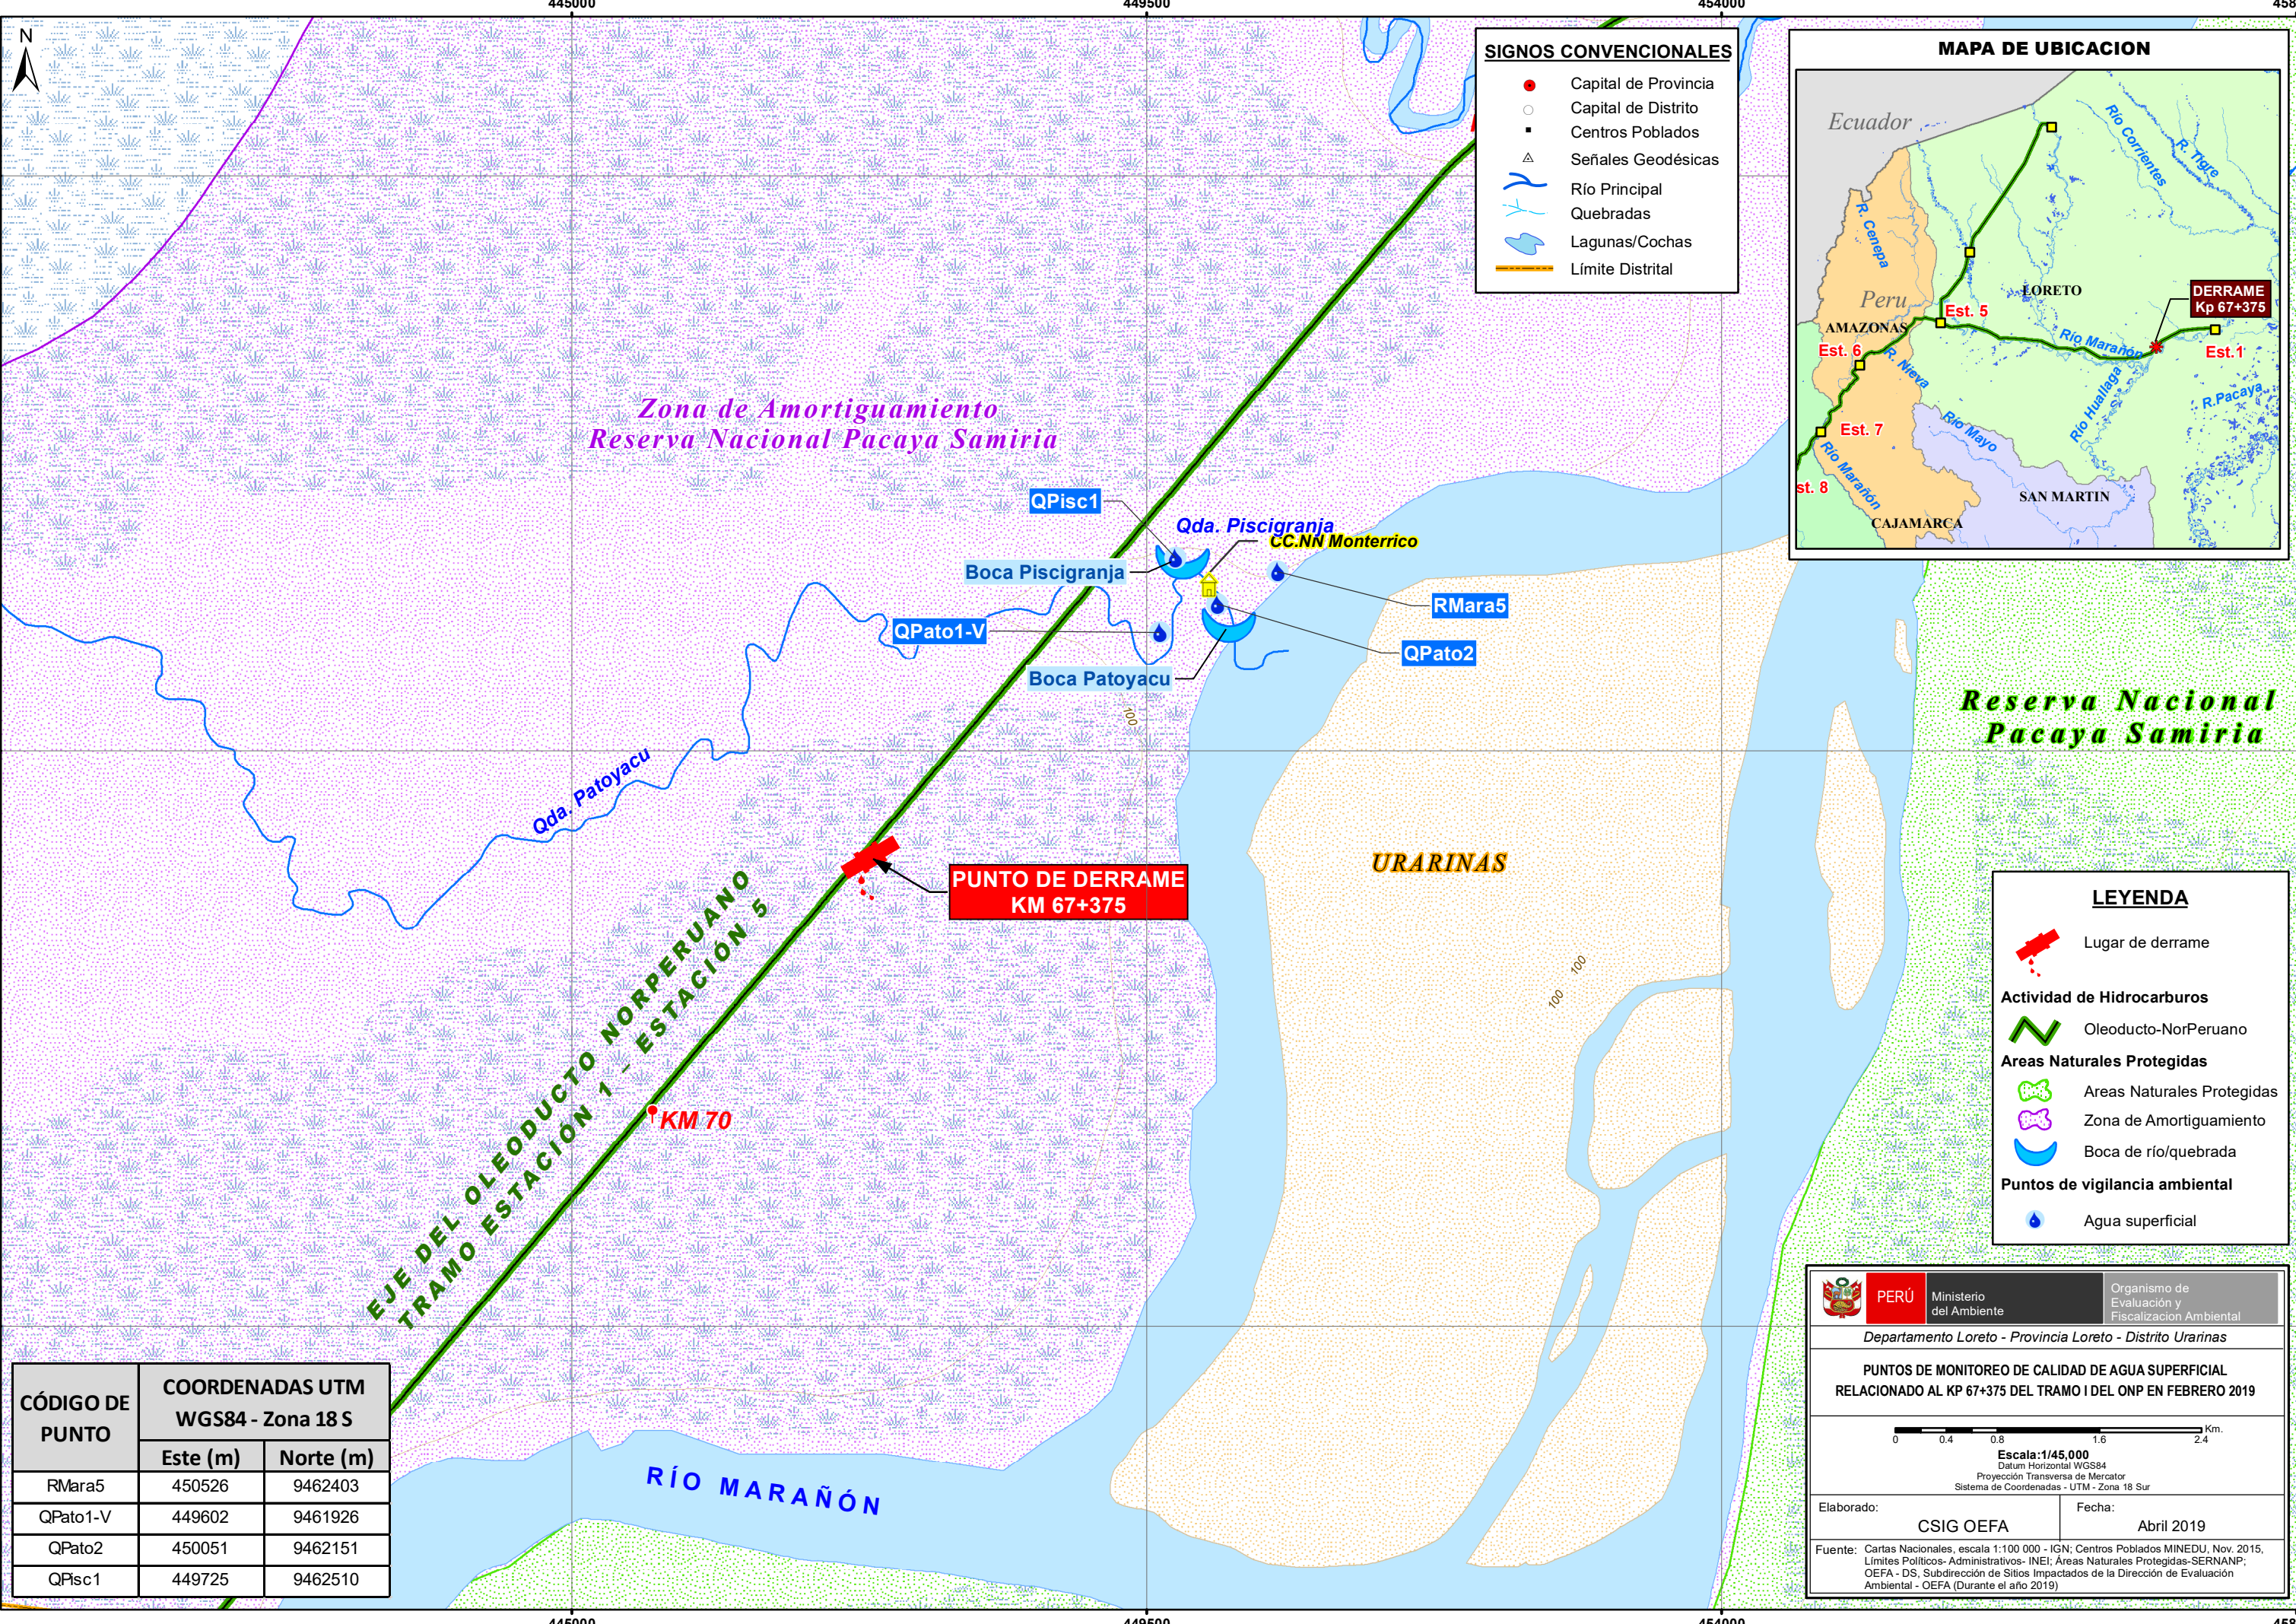 445000
449500
454000
458
N
SIGNOS CONVENCIONALES
Capital de Provincia
Capital de Distrito
Centros Poblados
Señales Geodésicas
Río Principal
Quebradas
Lagunas/Cochas
Límite Distrital
MAPA DE UBICACION
Ecuador
Río Corrientes
R. Tigre
R. Cenepa
Peru
LORETO
DERRAME
Kp 67+375
AMAZONAS
Est. 5
Río Marañón
Est.1
Est. 6
R. Nieva
R.Pacaya
Río Huallaga
Río Mayo
Est. 7
Río Marañón
st. 8
SAN MARTIN
CAJAMARCA
Zona de Amortiguamiento
Reserva Nacional Pacaya Samiria
QPisc1
Qda. Piscigranja
CC.NN Monterrico
Boca Piscigranja
RMara5
QPato1-V
QPato2
Boca Patoyacu
100
Reserva Nacional
Pacaya Samiria
Qda. Patoyacu
URARINAS
PUNTO DE DERRAME
KM 67+375
100
100
EJE DEL OLEODUCTO NORPERUANO
TRAMO ESTACIÓN 1 - ESTACIÓN 5
KM 70
RÍO MARAÑÓN
LEYENDA
Lugar de derrame
Actividad de Hidrocarburos
Oleoducto-NorPeruano
Areas Naturales Protegidas
Areas Naturales Protegidas
Zona de Amortiguamiento
Boca de río/quebrada
Puntos de vigilancia ambiental
Agua superficial
CÓDIGO DE PUNTO COORDENADAS UTM
WGS84 - Zona 18 S
Este (m) Norte (m)
RMara5 450526 9462403
QPato1-V 449602 9461926
QPato2 450051 9462151
QPisc1 449725 9462510
PERÚ
Ministerio
del Ambiente
Organismo de
Evaluación y
Fiscalizacion Ambiental
Departamento Loreto - Provincia Loreto - Distrito Urarinas
PUNTOS DE MONITOREO DE CALIDAD DE AGUA SUPERFICIAL
RELACIONADO AL KP 67+375 DEL TRAMO I DEL ONP EN FEBRERO 2019
0 0.4 0.8 1.6 2.4 Km.
Escala:1/45,000
Datum Horizontal WGS84
Proyección Transversa de Mercator
Sistema de Coordenadas - UTM - Zona 18 Sur
Elaborado:
CSIG OEFA
Fecha:
Abril 2019
Fuente: Cartas Nacionales, escala 1:100 000 - IGN; Centros Poblados MINEDU, Nov. 2015,
Límites Políticos- Administrativos- INEI; Áreas Naturales Protegidas-SERNANP;
OEFA - DS, Subdirección de Sitios Impactados de la Dirección de Evaluación
Ambiental - OEFA (Durante el año 2019)
445000
449500
454000
458